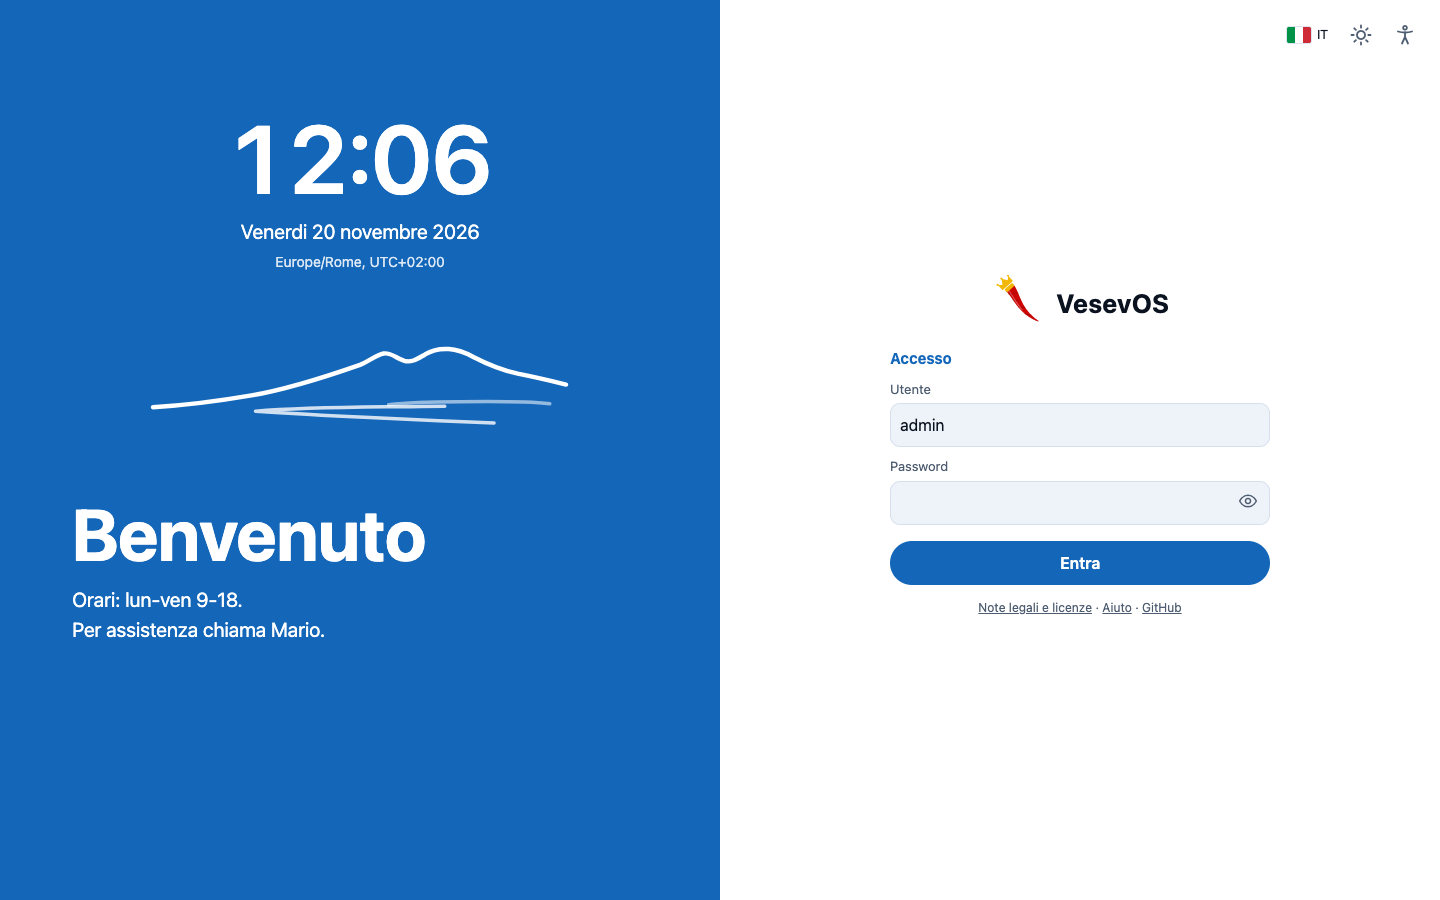 12:06
Venerdi 20 novembre 2026
Europe/Rome, UTC+02:00
Benvenuto
Orari: lun-ven 9-18.
Per assistenza chiama Mario.
IT
VesevOS
Accesso
Utente
admin
Password
Entra
Note legali e licenze · Aiuto · GitHub